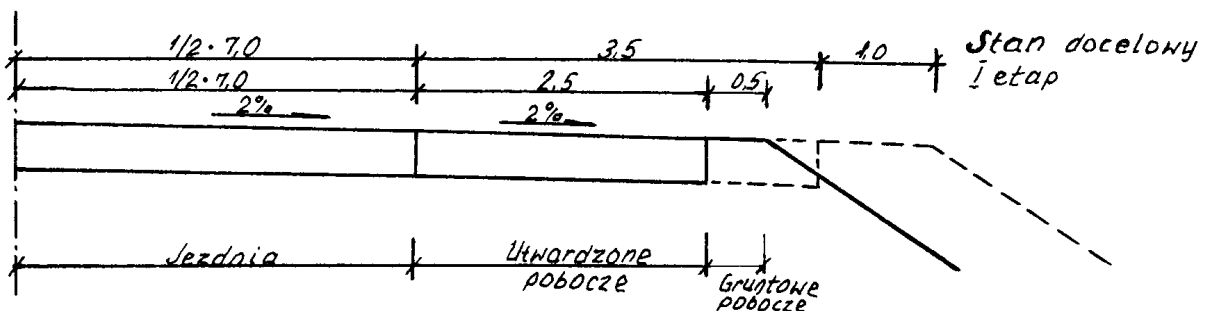 1/2·7,0 3,5 1,0 Stan docelowy
1/2·7,0 2,5 0,5 I etap
2% 2%
Jezdnia Utwardzone pobocze Gruntowe pobocze